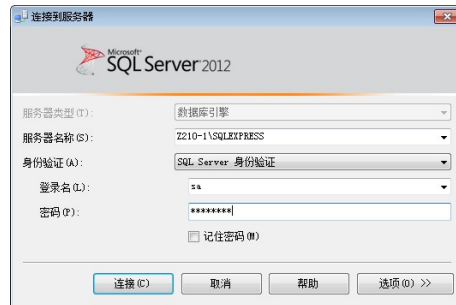 连接到服务器
Microsoft
SQL Server 2012
服务器类型(T):
数据库引擎
服务器名称(S):
Z210-1\SQLEXPRESS
身份验证(A):
SQL Server 身份验证
登录名(L):
sa
密码(P):
********
记住密码(M)
连接(C)
取消
帮助
选项(O) >>